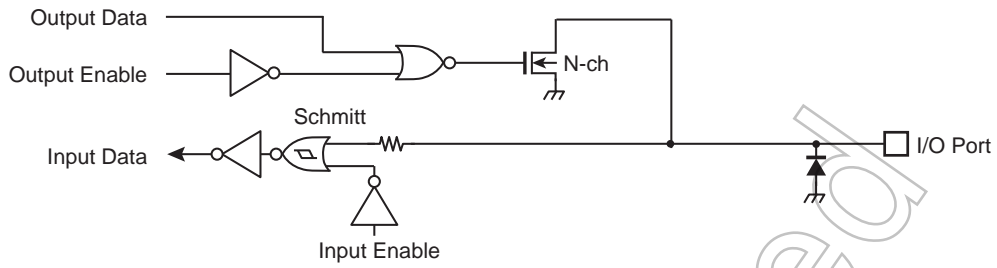 Output Data
Output Enable
N-ch
Schmitt
Input Data
I/O Port
Input Enable